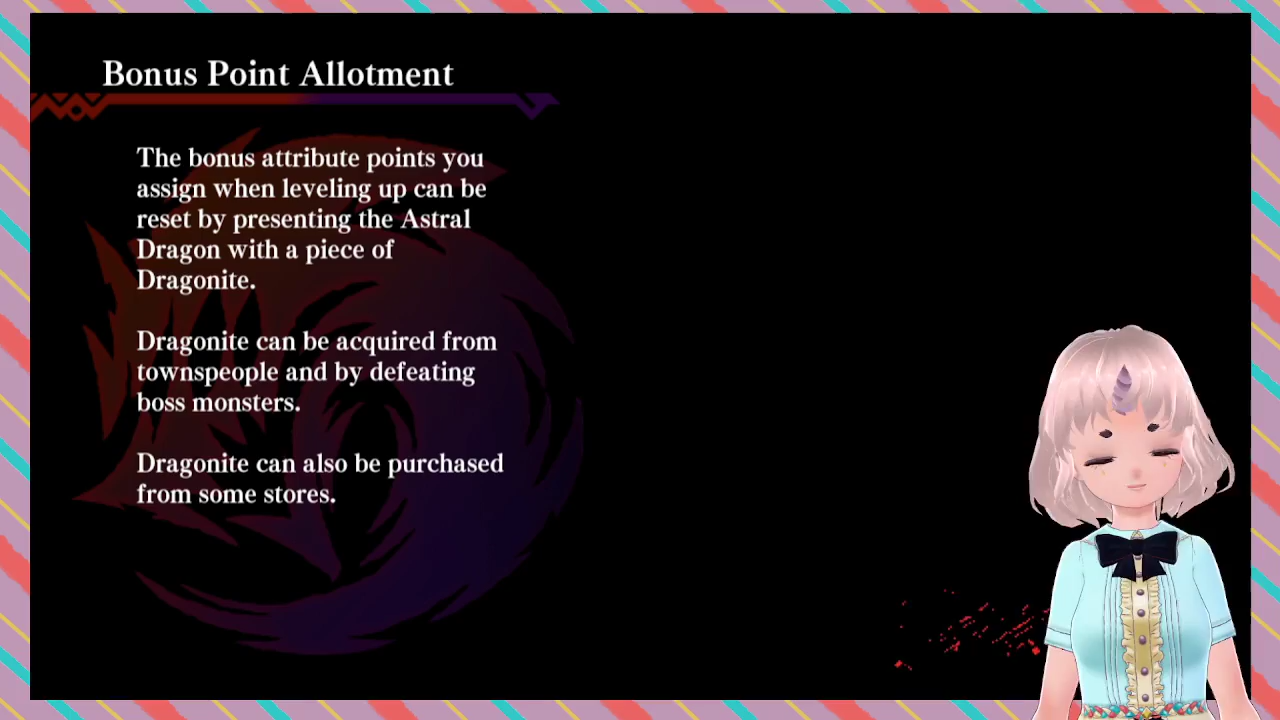 Bonus Point Allotment
The bonus attribute points you
assign when leveling up can be
reset by presenting the Astral
Dragon with a piece of
Dragonite.
Dragonite can be acquired from
townspeople and by defeating
boss monsters.
Dragonite can also be purchased
from some stores.